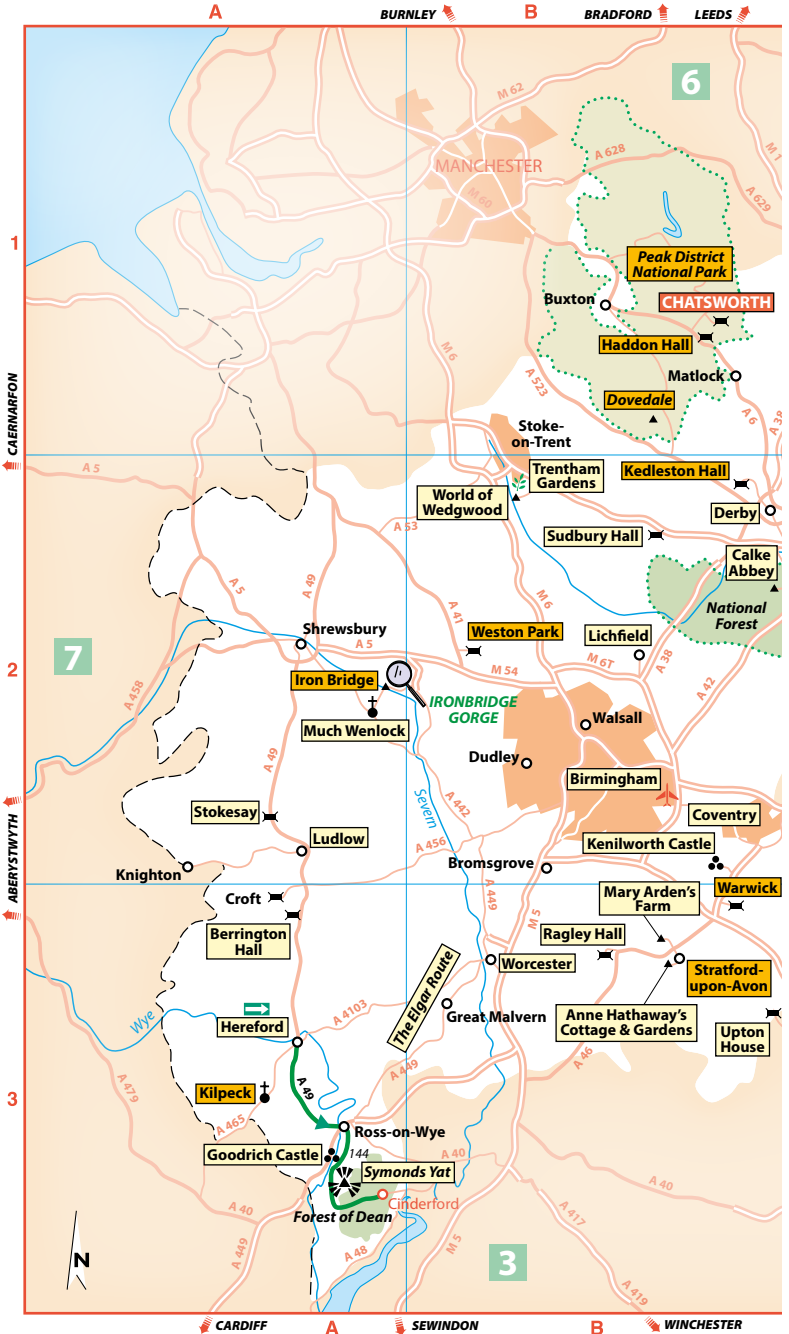 A
BURNLEY
B
BRADFORD
LEEDS
6
M 62
MANCHESTER
A 628
M 1
M 60
A 629
1
Peak District
National Park
Buxton
CHATSWORTH
Haddon Hall
M 6
A 523
Matlock
Dovedale
A 6
A 38
CAERNARFON
Stoke-
on-Trent
A 5
Trentham
Gardens
Kedleston Hall
World of
Wedgwood
Derby
A 53
Sudbury Hall
Calke
Abbey
A 5
A 49
M 6
A 41
National
Forest
Shrewsbury
Weston Park
Lichfield
7
A 5
M 6T
A 38
2
M 54
A 42
A 458
Iron Bridge
IRONBRIDGE
GORGE
Much Wenlock
Walsall
A 49
Dudley
Birmingham
Severn
A 442
Stokesay
Coventry
Ludlow
A 456
Kenilworth Castle
ABERYSTWYTH
Knighton
Bromsgrove
Croft
A 449
Mary Arden's
Farm
Warwick
Berrington
Hall
M 5
Ragley Hall
The Elgar Route
Worcester
Stratford-
upon-Avon
Wye
A 4103
Great Malvern
Anne Hathaway's
Cottage & Gardens
Hereford
Upton
House
A 46
A 449
A 479
Kilpeck
A 49
3
A 465
Ross-on-Wye
Goodrich Castle
144
A 40
Symonds Yat
A 40
Cinderford
A 40
Forest of Dean
A 417
A 449
A 48
M 5
N
3
A 419
CARDIFF
A
SEWINDON
B
WINCHESTER